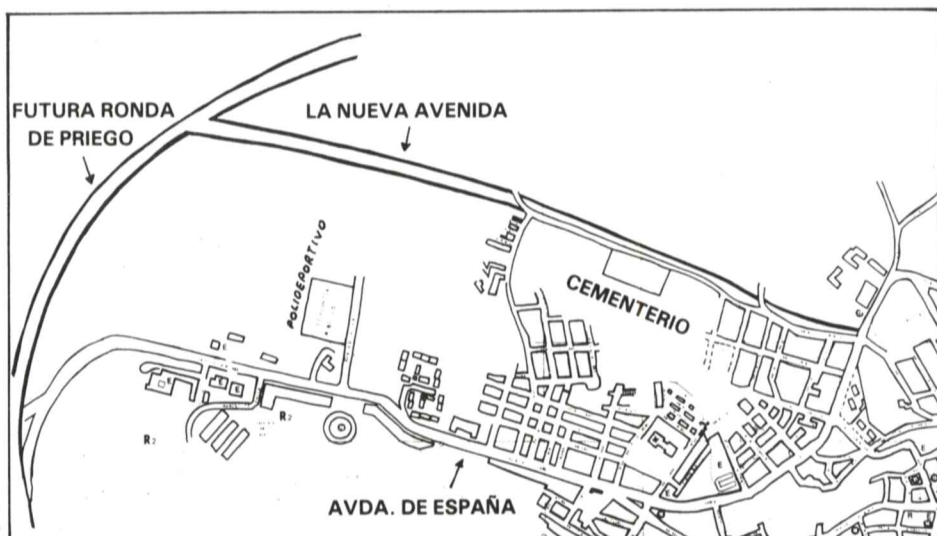 FUTURA RONDA
DE PRIEGO
LA NUEVA AVENIDA
POLIDEPORTIVO
CEMENTERIO
E
E
E
R2
R2
E
E
R
AVDA. DE ESPAÑA